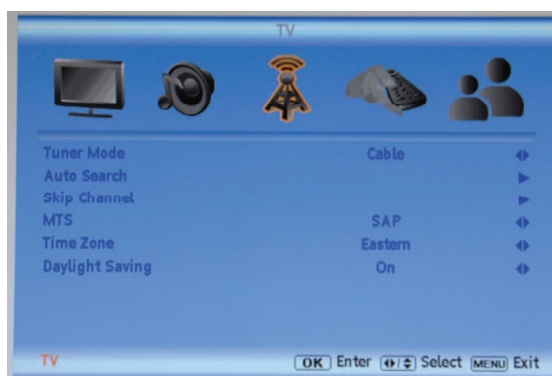 TV
Tuner Mode Cable
Auto Search
Skip Channel
MTS SAP
Time Zone Eastern
Daylight Saving On
TV OK Enter Select MENU Exit